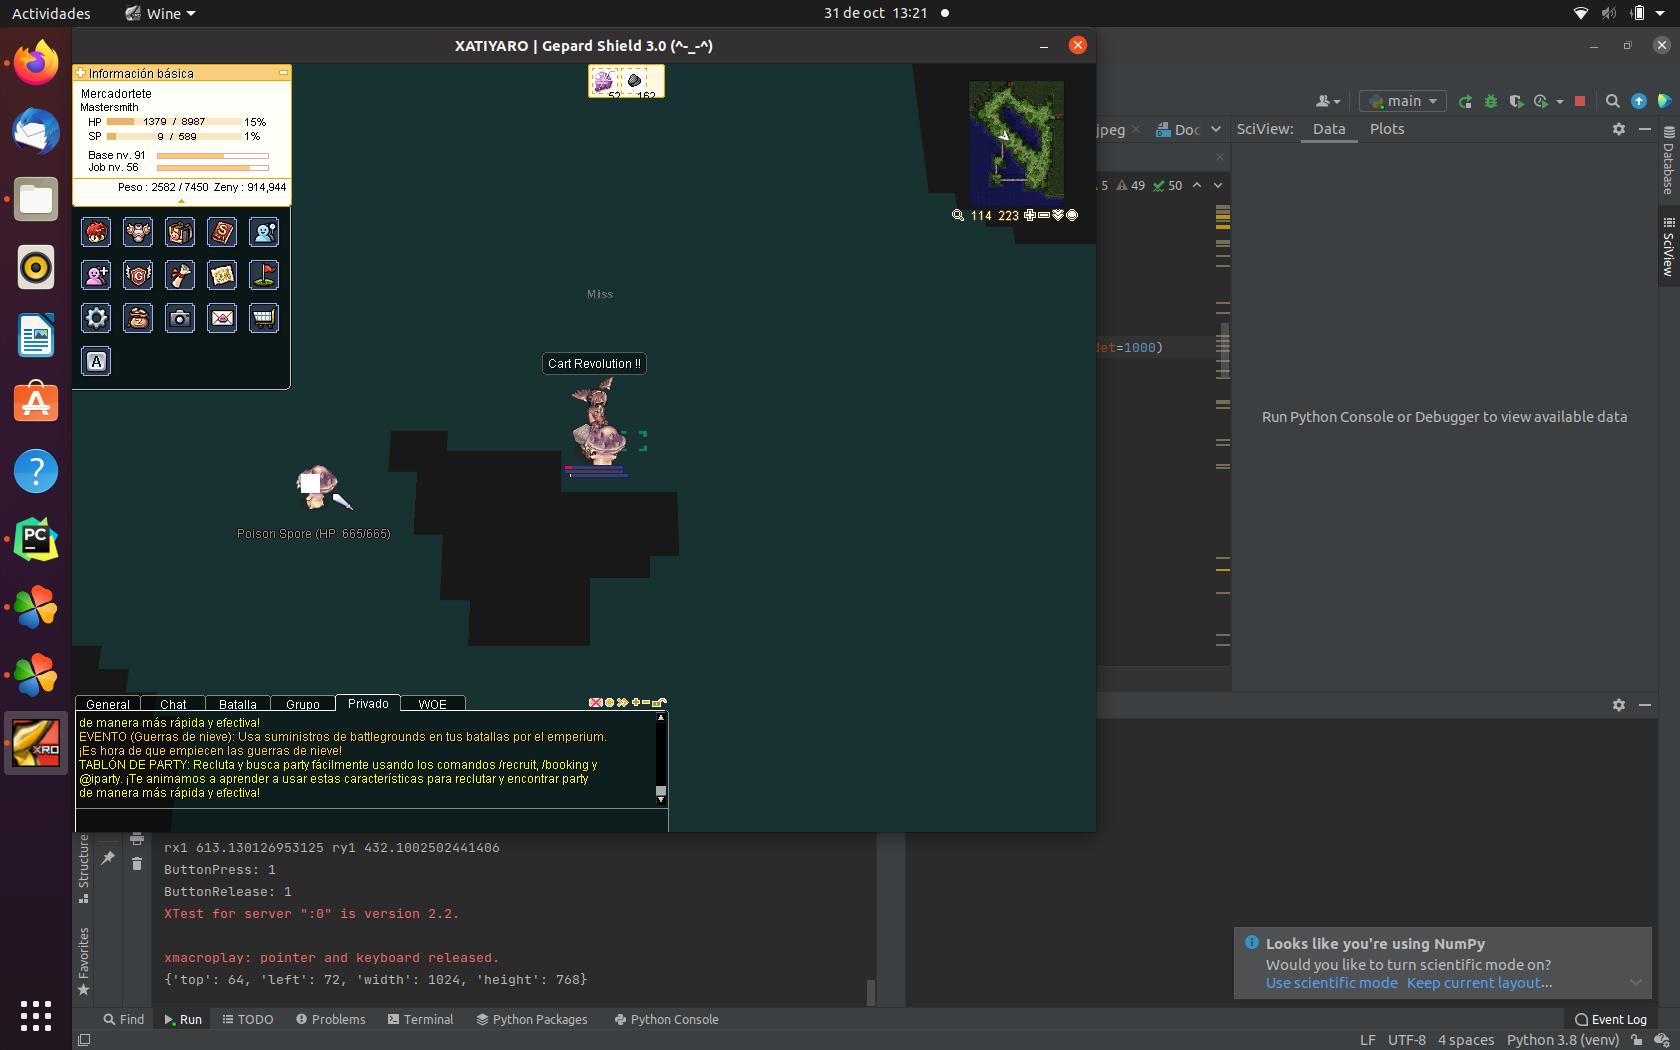 Actividades
Wine
31 de oct 13:21
XATIYARO | Gepard Shield 3.0 (^-_-^)
Información básica
Mercadortete
Mastersmith
HP 1379 / 8987 15%
SP 9 / 589 1%
Base nv. 91
Job nv. 56
Peso : 2582 / 7450 Zeny : 914,944
52 162
114 223
A
Miss
Cart Revolution !!
Poison Spore (HP: 665/665)
General Chat Batalla Grupo Privado WOE
de manera más rápida y efectiva!
EVENTO (Guerras de nieve): Usa suministros de battlegrounds en tus batallas por el emperium.
¡Es hora de que empiecen las guerras de nieve!
TABLÓN DE PARTY: Recluta y busca party fácilmente usando los comandos /recruit, /booking y
@iparty. ¡Te animamos a aprender a usar estas características para reclutar y encontrar party
de manera más rápida y efectiva!
main
jpeg Doc
SciView: Data Plots
5 49 50
det=1000)
Run Python Console or Debugger to view available data
Database
SciView
PC
XRO
Structure
Favorites
rx1 613.130126953125 ry1 432.1002502441406
ButtonPress: 1
ButtonRelease: 1
XTest for server ":0" is version 2.2.
xmacroplay: pointer and keyboard released.
{'top': 64, 'left': 72, 'width': 1024, 'height': 768}
Looks like you're using NumPy
Would you like to turn scientific mode on?
Use scientific mode Keep current layout...
Find Run TODO Problems Terminal Python Packages Python Console Event Log
LF UTF-8 4 spaces Python 3.8 (venv)